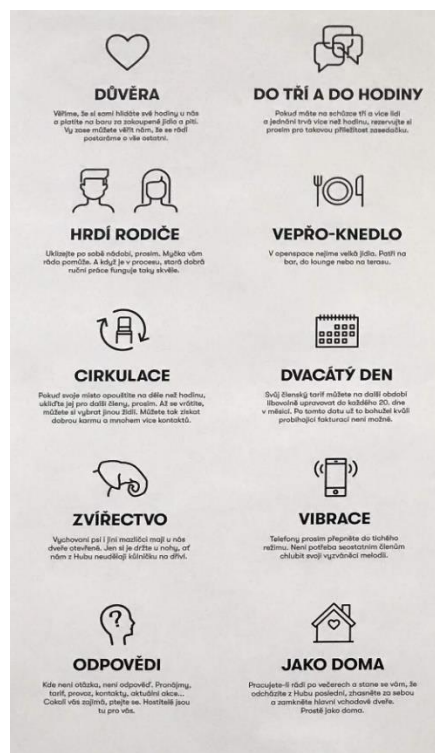 DŮVĚRA
Věříme, že si sami hlídáte své hodiny u nás
a platíte na baru za zakoupené jídlo a pití.
Vy zase můžete věřit nám, že se rádi
postaráme o vše ostatní.
DO TŘÍ A DO HODINY
Pokud máte na schůzce tři a více lidí
a jednání trvá více než hodinu, rezervujte si
prosím pro takovou příležitost zasedačku.
HRDÍ RODIČE
Uklízejte po sobě nádobí, prosím. Myčka vám
ráda pomůže. A když je v procesu, stará dobrá
ruční práce funguje taky skvěle.
VEPŘO-KNEDLO
V openspace nejíme velká jídla. Patří na
bar, do lounge nebo na terasu.
CIRKULACE
Pokud svoje místo opouštíte na déle než hodinu,
ukliďte jej pro další členy, prosím. Až se vrátíte,
můžete si vybrat jinou židli. Můžete tak získat
dobrou karmu a mnohem více kontaktů.
DVACÁTÝ DEN
Svůj členský tarif můžete na další období
libovolně upravovat do každého 20. dne
v měsíci. Po tomto datu už to bohužel kvůli
probíhající fakturaci není možné.
ZVÍŘECTVO
Vychovaní psi i jiní mazlíčci mají u nás
dveře otevřené. Jen si je držte u nohy, ať
nám z Hubu neudělají kůlničku na dříví.
VIBRACE
Telefony prosím přepněte do tichého
režimu. Není potřeba seostatním členům
chlubit svojí vyzváněcí melodií.
ODPOVĚDI
Kde není otázka, není odpověď. Pronájmy,
tarif, provoz, kontakty, aktuální akce...
Cokoli vás zajímá, ptejte se. Hostitelé jsou
tu pro vás.
JAKO DOMA
Pracujete-li rádi po večerech a stane se vám, že
odcházíte z Hubu poslední, zhasněte za sebou
a zamkněte hlavní vchodové dveře.
Prostě jako doma.